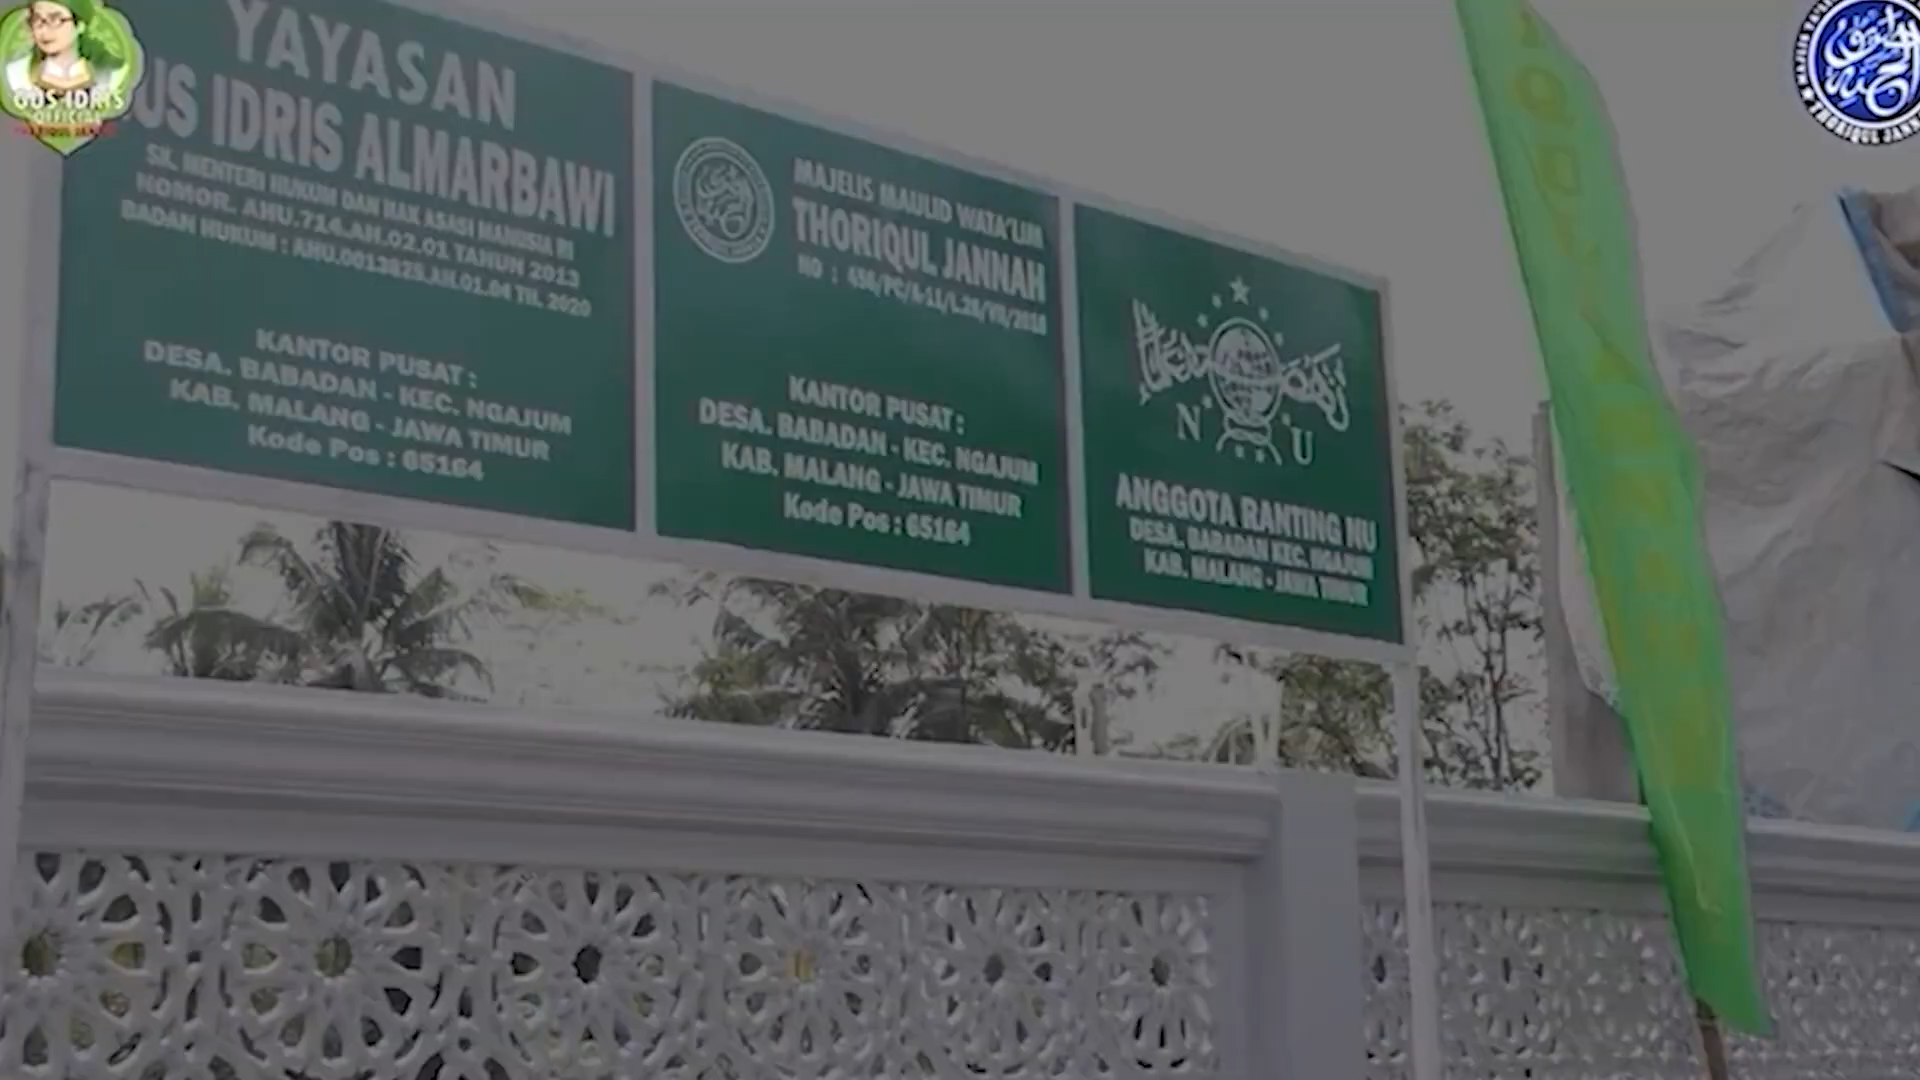 GUS IDRIS
OFFICIAL
YAYASAN
US IDRIS ALMARBAWI
SK. MENTERI HUKUM DAN HAK ASASI MANUSIA RI
NOMOR. AHU.714.AH.02.01 TAHUN 2013
BADAN HUKUM : AHU.0013828.AH.01.04 TH. 2020
KANTOR PUSAT :
DESA. BABADAN - KEC. NGAJUM
KAB. MALANG - JAWA TIMUR
Kode Pos : 65164
MAJELIS MAULID WATA'LIM
THORIQUL JANNAH
NO :
KANTOR PUSAT :
DESA. BABADAN - KEC. NGAJUM
KAB. MALANG - JAWA TIMUR
Kode Pos : 65164
N U
ANGGOTA RANTING NU
DESA. BABADAN KEC. NGAJUM
KAB. MALANG - JAWA TIMUR